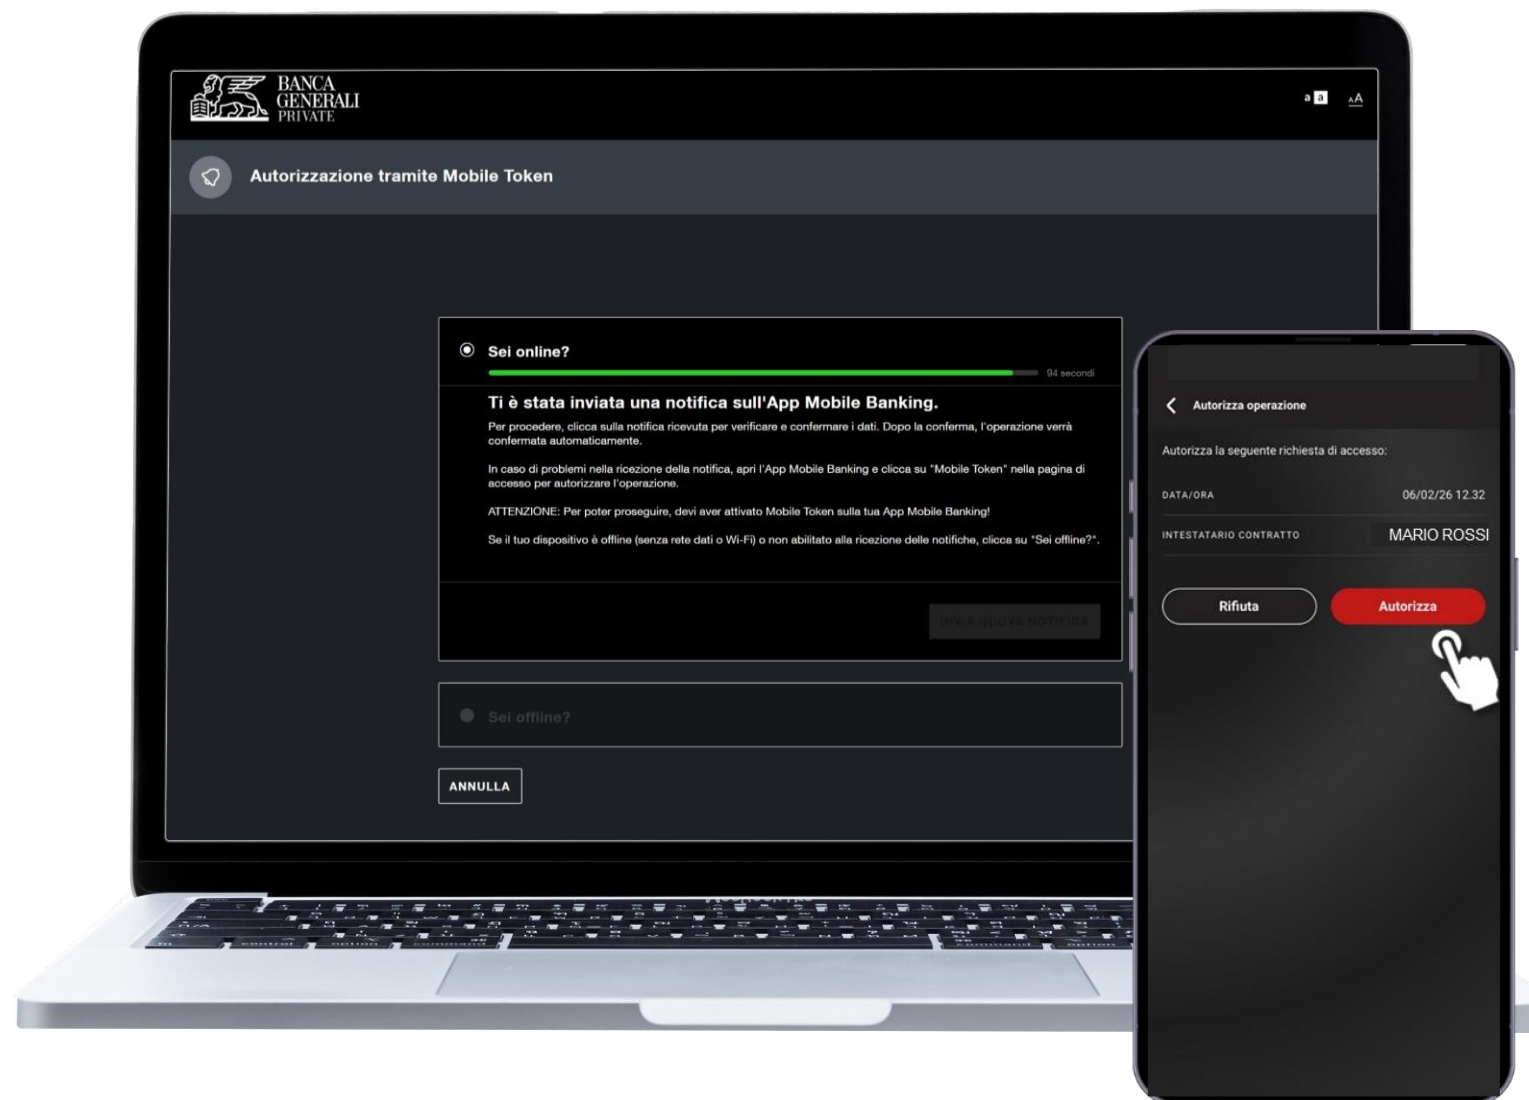 BANCA
GENERALI
PRIVATE
a a AA
Autorizzazione tramite Mobile Token
Sei online?
94 secondi
Ti è stata inviata una notifica sull'App Mobile Banking.
Per procedere, clicca sulla notifica ricevuta per verificare e confermare i dati. Dopo la conferma, l'operazione verrà
confermata automaticamente.
In caso di problemi nella ricezione della notifica, apri l'App Mobile Banking e clicca su "Mobile Token" nella pagina di
accesso per autorizzare l'operazione.
ATTENZIONE: Per poter proseguire, devi aver attivato Mobile Token sulla tua App Mobile Banking!
Se il tuo dispositivo è offline (senza rete dati o Wi-Fi) o non abilitato alla ricezione delle notifiche, clicca su "Sei offline?".
INVIA NUOVA NOTIFICA
Sei offline?
ANNULLA
Autorizza operazione
Autorizza la seguente richiesta di accesso:
DATA/ORA 06/02/26 12.32
INTESTATARIO CONTRATTO MARIO ROSSI
Rifiuta Autorizza
control option command command option